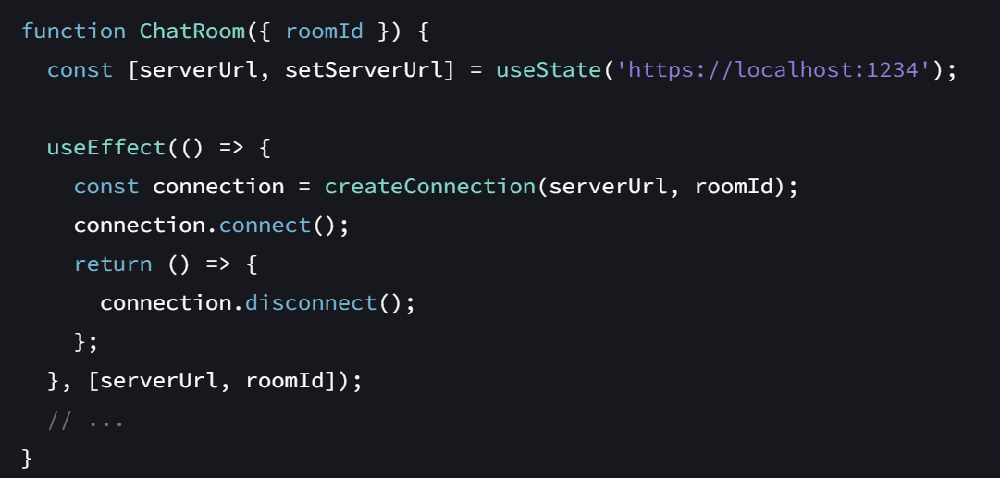 function ChatRoom({ roomId }) {
  const [serverUrl, setServerUrl] = useState('https://localhost:1234');

  useEffect(() => {
    const connection = createConnection(serverUrl, roomId);
    connection.connect();
    return () => {
      connection.disconnect();
    };
  }, [serverUrl, roomId]);
  // ...
}